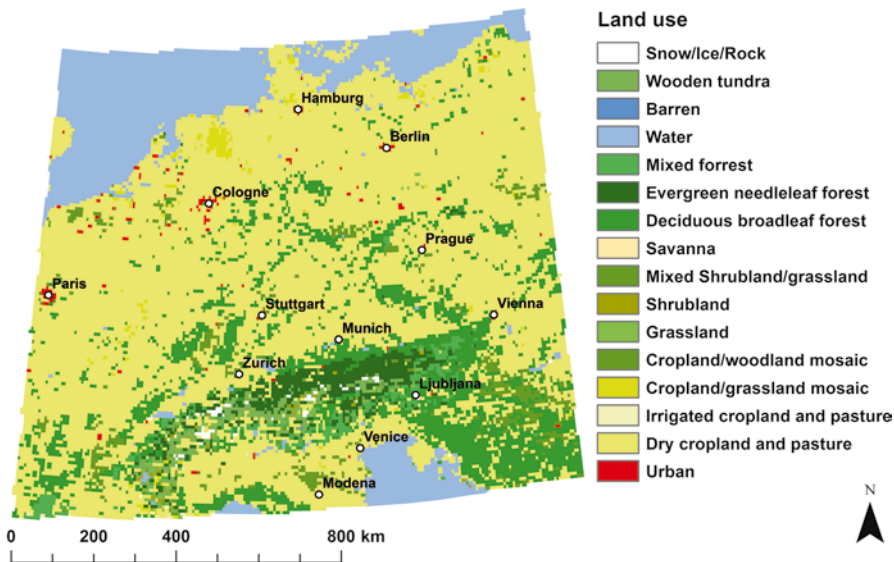 Land use
Snow/Ice/Rock
Wooden tundra
Barren
Water
Mixed forrest
Evergreen needleleaf forest
Deciduous broadleaf forest
Savanna
Mixed Shrubland/grassland
Shrubland
Grassland
Cropland/woodland mosaic
Cropland/grassland mosaic
Irrigated cropland and pasture
Dry cropland and pasture
Urban
Hamburg
Berlin
Cologne
Prague
Paris
Stuttgart
Vienna
Munich
Zurich
Ljubljana
Venice
Modena
N
0 200 400 800 km